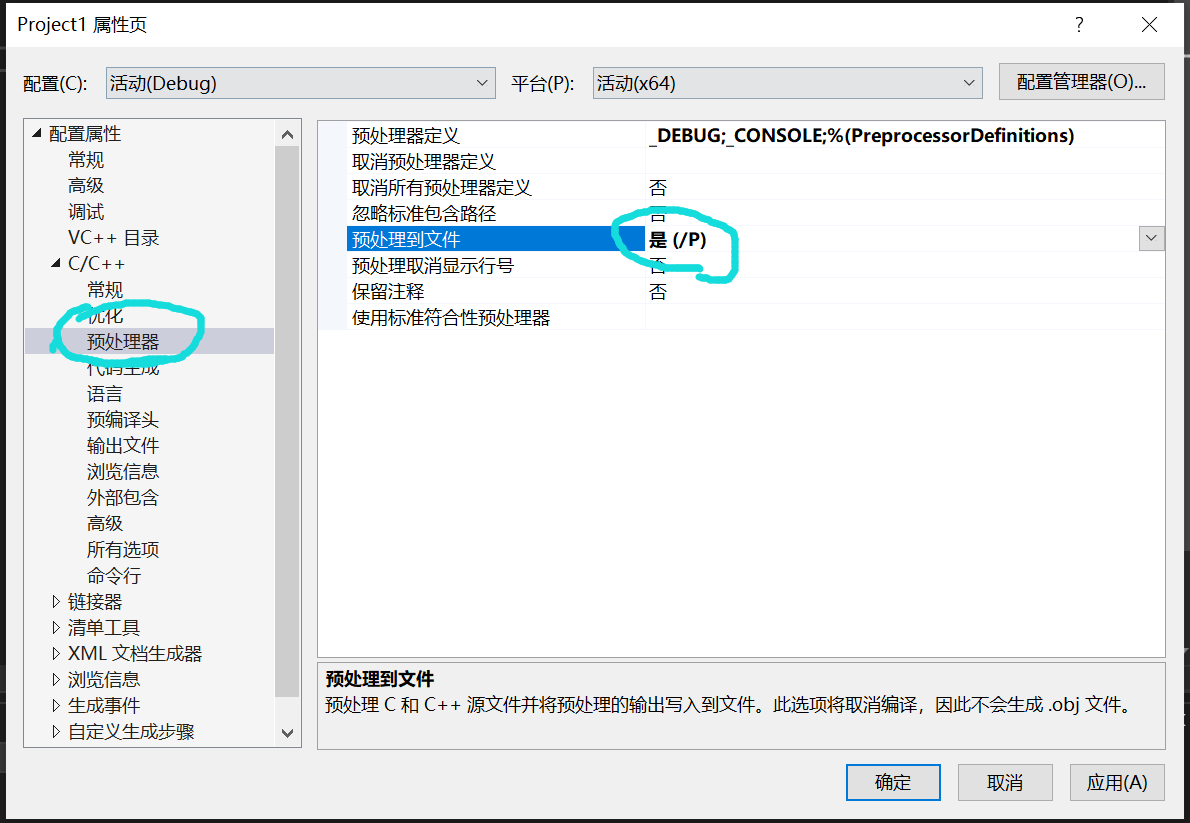 Project1 属性页
配置(C): 活动(Debug) 平台(P): 活动(x64) 配置管理器(O)...
配置属性
常规
高级
调试
VC++ 目录
C/C++
常规
优化
预处理器
代码生成
语言
预编译头
输出文件
浏览信息
外部包含
高级
所有选项
命令行
链接器
清单工具
XML 文档生成器
浏览信息
生成事件
自定义生成步骤
预处理器定义 _DEBUG;_CONSOLE;%(PreprocessorDefinitions)
取消预处理器定义
取消所有预处理器定义 否
忽略标准包含路径 否
预处理到文件 是 (/P)
预处理取消显示行号 否
保留注释 否
使用标准符合性预处理器
预处理到文件
预处理 C 和 C++ 源文件并将预处理的输出写入到文件。此选项将取消编译，因此不会生成 .obj 文件。
确定 取消 应用(A)